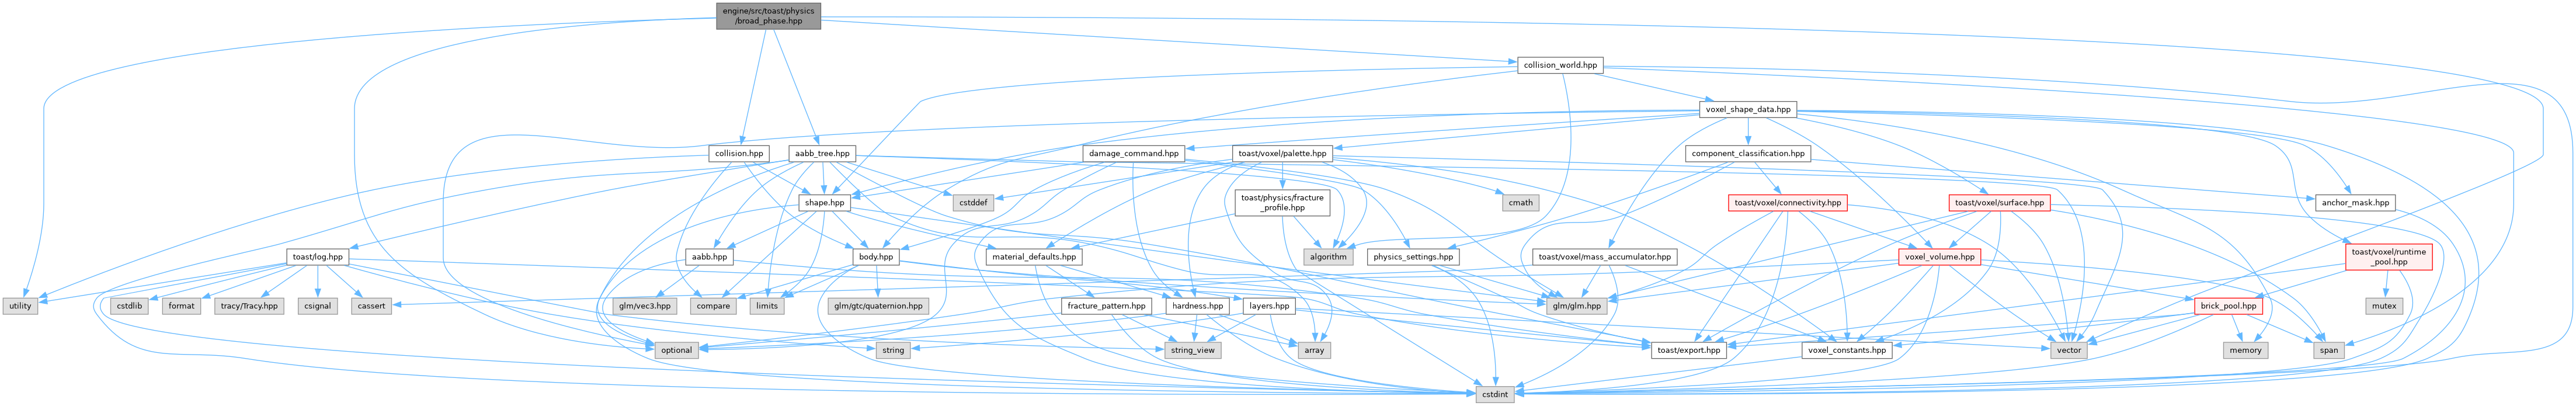 engine/src/toast/physics
/broad_phase.hpp
collision_world.hpp
voxel_shape_data.hpp
collision.hpp
aabb_tree.hpp
damage_command.hpp
toast/voxel/palette.hpp
component_classification.hpp
shape.hpp
cstddef
toast/physics/fracture
_profile.hpp
cmath
toast/voxel/connectivity.hpp
toast/voxel/surface.hpp
anchor_mask.hpp
toast/log.hpp
aabb.hpp
body.hpp
material_defaults.hpp
algorithm
physics_settings.hpp
toast/voxel/mass_accumulator.hpp
voxel_volume.hpp
toast/voxel/runtime
_pool.hpp
utility
cstdlib
format
tracy/Tracy.hpp
csignal
cassert
glm/vec3.hpp
compare
limits
glm/gtc/quaternion.hpp
fracture_pattern.hpp
hardness.hpp
layers.hpp
glm/glm.hpp
brick_pool.hpp
mutex
optional
string
string_view
array
toast/export.hpp
voxel_constants.hpp
vector
memory
span
cstdint